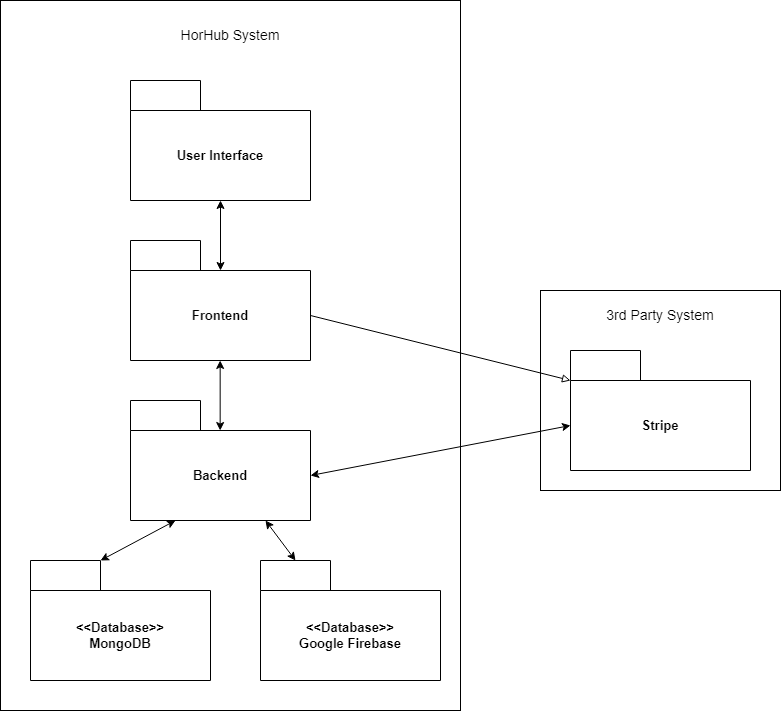 HorHub System
User Interface
Frontend
3rd Party System
Stripe
Backend
<<Database>>
MongoDB
<<Database>>
Google Firebase